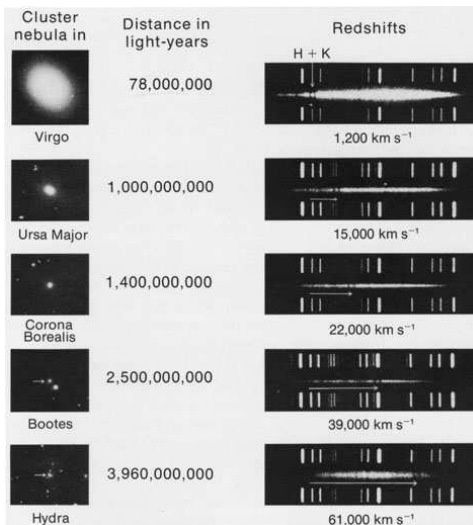 Cluster nebula in
Distance in light-years
Redshifts
H + K
78,000,000
Virgo
1,200 km s⁻¹
1,000,000,000
Ursa Major
15,000 km s⁻¹
1,400,000,000
Corona Borealis
22,000 km s⁻¹
2,500,000,000
Bootes
39,000 km s⁻¹
3,960,000,000
Hydra
61,000 km s⁻¹